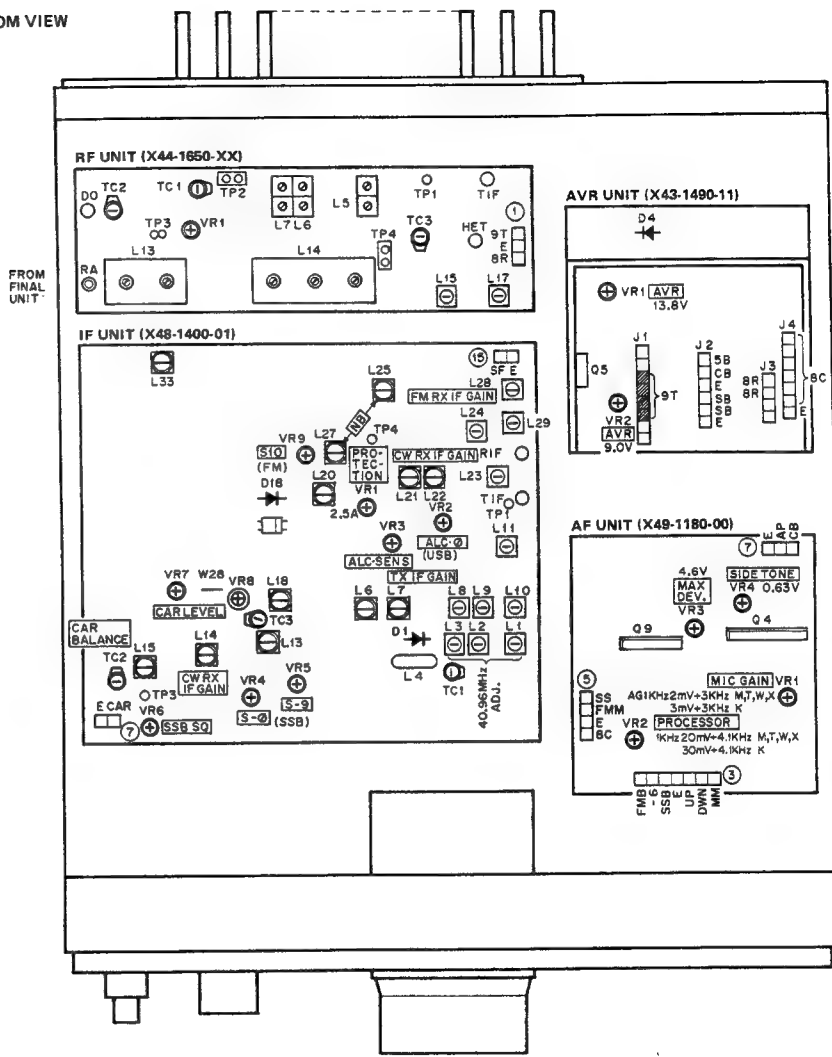 OM VIEW
RF UNIT (X44-1650-XX)
DO
TC2
TC1
TP2
L7 L6
L5
TP1
TIF
TP3
VR1
TP4
TC3
HET
1
9T
E
8R
FROM
FINAL
UNIT
RA
L13
L14
L15
L17
AVR UNIT (X43-1490-11)
D4
VR1 AVR
13.8V
J1
J2
J3
J4
Q5
9T
5B
CB
E
SB
SB
E
8R
8R
8C
E
VR2
AVR
9.0V
IF UNIT (X48-1400-01)
L33
L25
15
SF E
FM RX IF GAIN
L28
L29
L24
NB
L27
TP4
S10
(FM)
VR9
PRO-
TEC-
TION
CW RX IF GAIN
RIF
L23
D18
L20
VR1
2.5A
L21
L22
TIF
TP1
VR3
VR2
ALC-Ø
(USB)
L11
ALC-SENS
TX IF GAIN
VR7
W28
VR8
L18
CAR LEVEL
TC3
L6
L7
L8
L9
L10
CAR
BALANCE
L15
L14
L13
D1
L3
L2
L1
TC2
CW RX
IF GAIN
L4
TC1
40.96MHz
ADJ.
TP3
VR4
VR5
S-Ø
S-9
(SSB)
E CAR
7
VR6
SSB SQ
AF UNIT (X49-1180-00)
7
E
AP
CB
4.6V
MAX
DEV.
VR3
SIDE TONE
VR4 0.63V
Q9
Q4
5
SS
FMM
E
8C
MIC GAIN VR1
AG1KHz2mV÷3KHz M,T,W,X
3mV÷3KHz K
VR2
PROCESSOR
1KHz20mV÷4.1KHz M,T,W,X
30mV÷4.1KHz K
3
FMB
-6
SSB
E
UP
DWN
MM